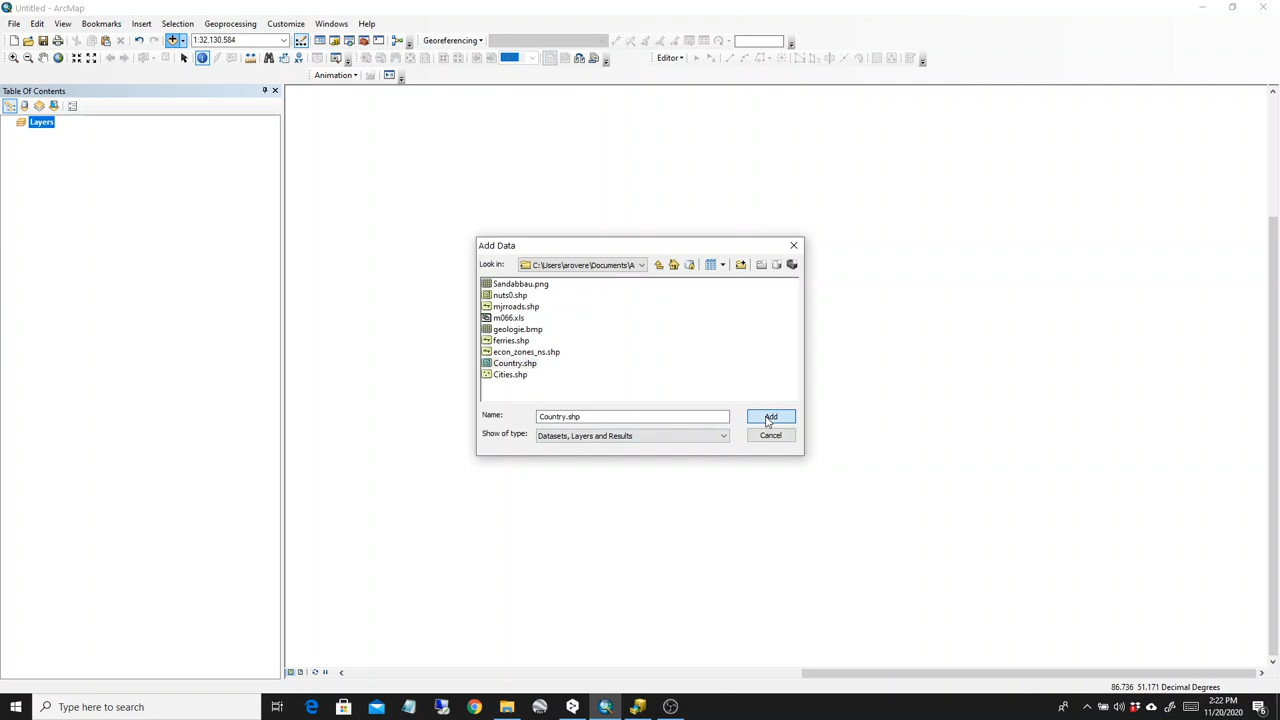 Untitled - ArcMap
File Edit View Bookmarks Insert Selection Geoprocessing Customize Windows Help
1:32,130,584
Georeferencing
Editor
Animation
Table Of Contents
Layers
Add Data
Look in:
C:\Users\arovere\Documents\A
Sandabbau.png
nuts0.shp
mjrroads.shp
m066.xls
geologie.bmp
ferries.shp
econ_zones_ns.shp
Country.shp
Cities.shp
Name:
Country.shp
Add
Show of type:
Datasets, Layers and Results
Cancel
86.736 51.171 Decimal Degrees
Type here to search
2:22 PM
11/20/2020